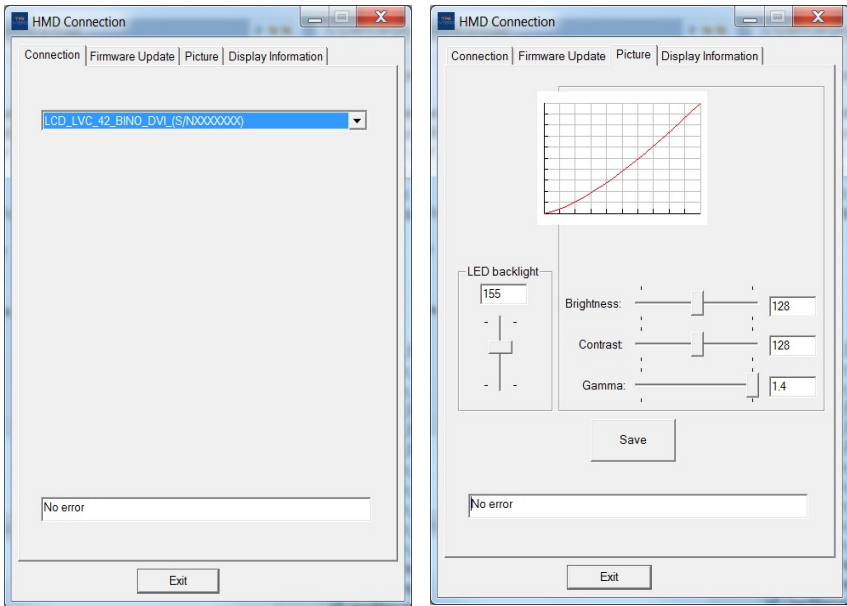 HMD Connection
Connection Firmware Update Picture Display Information
LCD_LVC_42_BINO_DVI_(S/NXXXXXXX)
No error
Exit
HMD Connection
Connection Firmware Update Picture Display Information
LED backlight
155
Brightness: 128
Contrast: 128
Gamma: 1.4
Save
No error
Exit